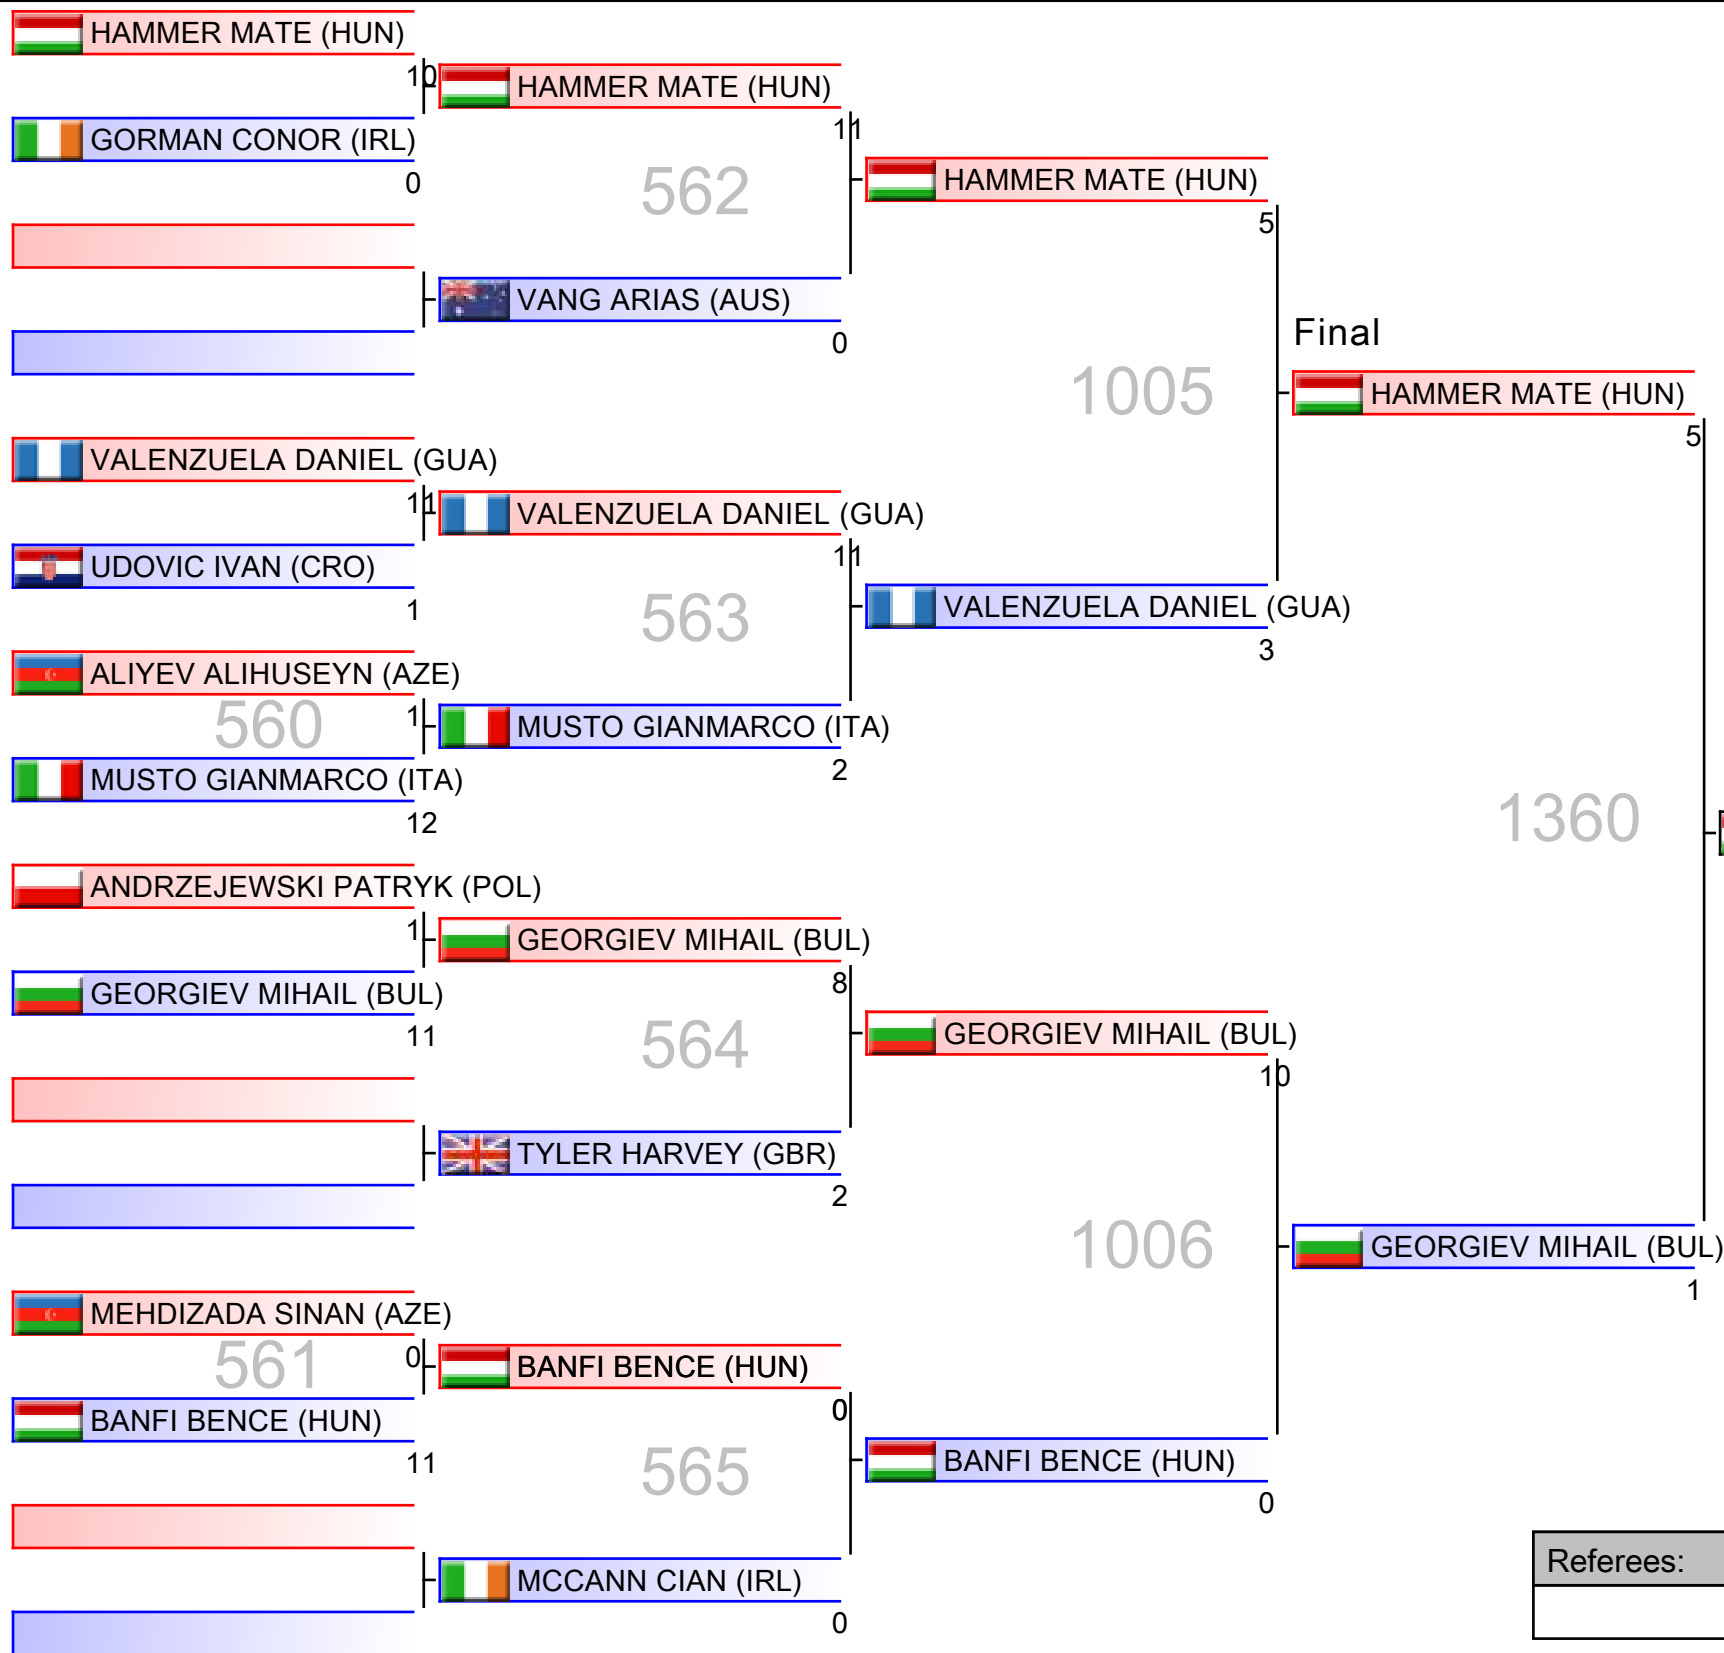 HAMMER MATE (HUN)
10
HAMMER MATE (HUN)
GORMAN CONOR (IRL)
0
11
562
HAMMER MATE (HUN)
5
VANG ARIAS (AUS)
0
Final
1005
HAMMER MATE (HUN)
5
VALENZUELA DANIEL (GUA)
11
VALENZUELA DANIEL (GUA)
UDOVIC IVAN (CRO)
1
11
563
VALENZUELA DANIEL (GUA)
3
ALIYEV ALIHUSEYN (AZE)
560
1
MUSTO GIANMARCO (ITA)
MUSTO GIANMARCO (ITA)
12
2
1360
ANDRZEJEWSKI PATRYK (POL)
1
GEORGIEV MIHAIL (BUL)
GEORGIEV MIHAIL (BUL)
11
8
564
GEORGIEV MIHAIL (BUL)
10
TYLER HARVEY (GBR)
2
1006
GEORGIEV MIHAIL (BUL)
1
MEHDIZADA SINAN (AZE)
561
0
BANFI BENCE (HUN)
BANFI BENCE (HUN)
11
0
565
BANFI BENCE (HUN)
0
MCCANN CIAN (IRL)
0
Referees: